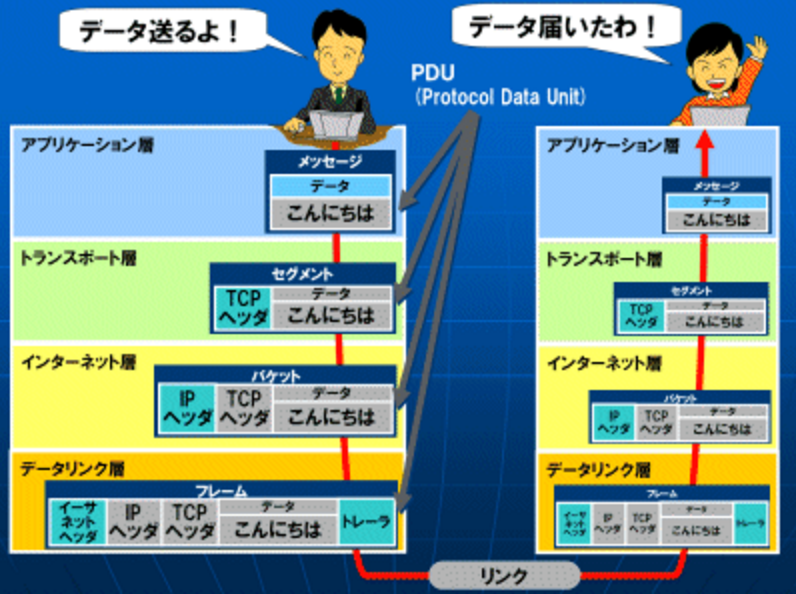 データ送るよ！
データ届いたわ！
PDU
（Protocol Data Unit）
アプリケーション層
メッセージ
データ
こんにちは
トランスポート層
セグメント
TCP
ヘッダ
データ
こんにちは
インターネット層
パケット
IP
ヘッダ
TCP
ヘッダ
データ
こんにちは
データリンク層
フレーム
イーサ
ネット
ヘッダ
IP
ヘッダ
TCP
ヘッダ
データ
こんにちは
トレーラ
アプリケーション層
メッセージ
データ
こんにちは
トランスポート層
セグメント
TCP
ヘッダ
データ
こんにちは
インターネット層
パケット
IP
ヘッダ
TCP
ヘッダ
データ
こんにちは
データリンク層
フレーム
イーサ
ネット
ヘッダ
IP
ヘッダ
TCP
ヘッダ
データ
こんにちは
トレーラ
リンク